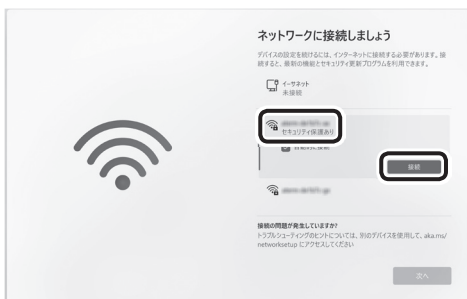 ネットワークに接続しましょう
デバイスの設定を続けるには、インターネットに接続する必要があります。接
続すると、最新の機能とセキュリティ更新プログラムを利用できます。
イーサネット
未接続
セキュリティ保護あり
自動的に接続
接続
接続の問題が発生していますか?
トラブルシューティングのヒントについては、別のデバイスを使用して、aka.ms/
networksetup にアクセスしてください
次へ